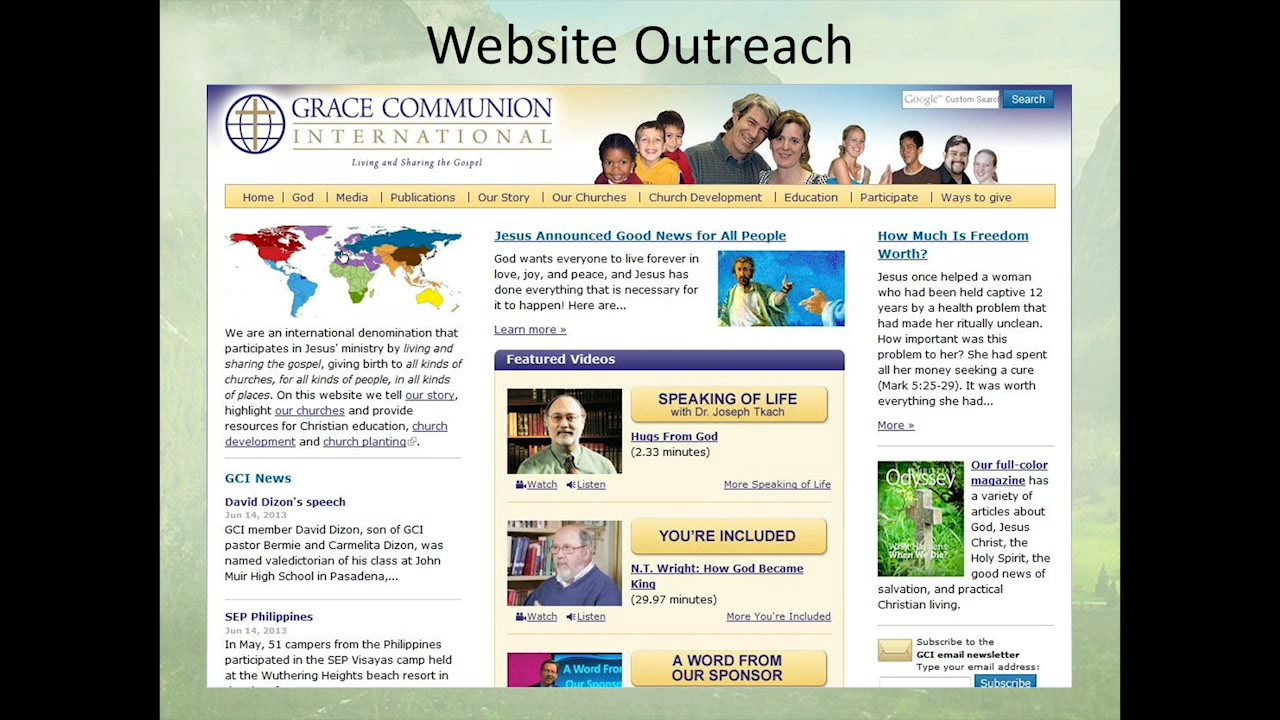 Website Outreach
GRACE COMMUNION
INTERNATIONAL
Living and Sharing the Gospel
Google™ Custom Search
Search
Home | God | Media | Publications | Our Story | Our Churches | Church Development | Education | Participate | Ways to give
We are an international denomination that
participates in Jesus' ministry by living and
sharing the gospel, giving birth to all kinds of
churches, for all kinds of people, in all kinds
of places. On this website we tell our story,
highlight our churches and provide
resources for Christian education, church
development and church planting.
GCI News
David Dizon's speech
Jun 14, 2013
GCI member David Dizon, son of GCI
pastor Bernie and Carmelita Dizon, was
named valedictorian of his class at John
Muir High School in Pasadena,...
SEP Philippines
Jun 14, 2013
In May, 51 campers from the Philippines
participated in the SEP Visayas camp held
at the Wuthering Heights beach resort in
Jesus Announced Good News for All People
God wants everyone to live forever in
love, joy, and peace, and Jesus has
done everything that is necessary for
it to happen! Here are...
Learn more »
Featured Videos
SPEAKING OF LIFE
with Dr. Joseph Tkach
Hugs From God
(2.33 minutes)
Watch Listen More Speaking of Life
YOU'RE INCLUDED
N.T. Wright: How God Became
King
(29.97 minutes)
Watch Listen More You're Included
A Word From
Our Sponso
A WORD FROM
OUR SPONSOR
How Much Is Freedom
Worth?
Jesus once helped a woman
who had been held captive 12
years by a health problem that
had made her ritually unclean.
How important was this
problem to her? She had spent
all her money seeking a cure
(Mark 5:25-29). It was worth
everything she had...
More »
Odyssey
What Happens
When We Die?
Our full-color
magazine has
a variety of
articles about
God, Jesus
Christ, the
Holy Spirit, the
good news of
salvation, and practical
Christian living.
Subscribe to the
GCI email newsletter
Type your email address:
Subscribe